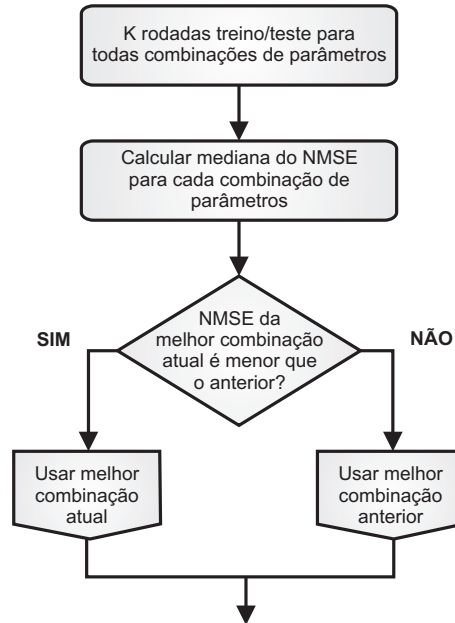 K rodadas treino/teste para
todas combinações de parâmetros
Calcular mediana do NMSE
para cada combinação de
parâmetros
NMSE da
melhor combinação
atual é menor que
o anterior?
SIM
NÃO
Usar melhor
combinação
atual
Usar melhor
combinação
anterior